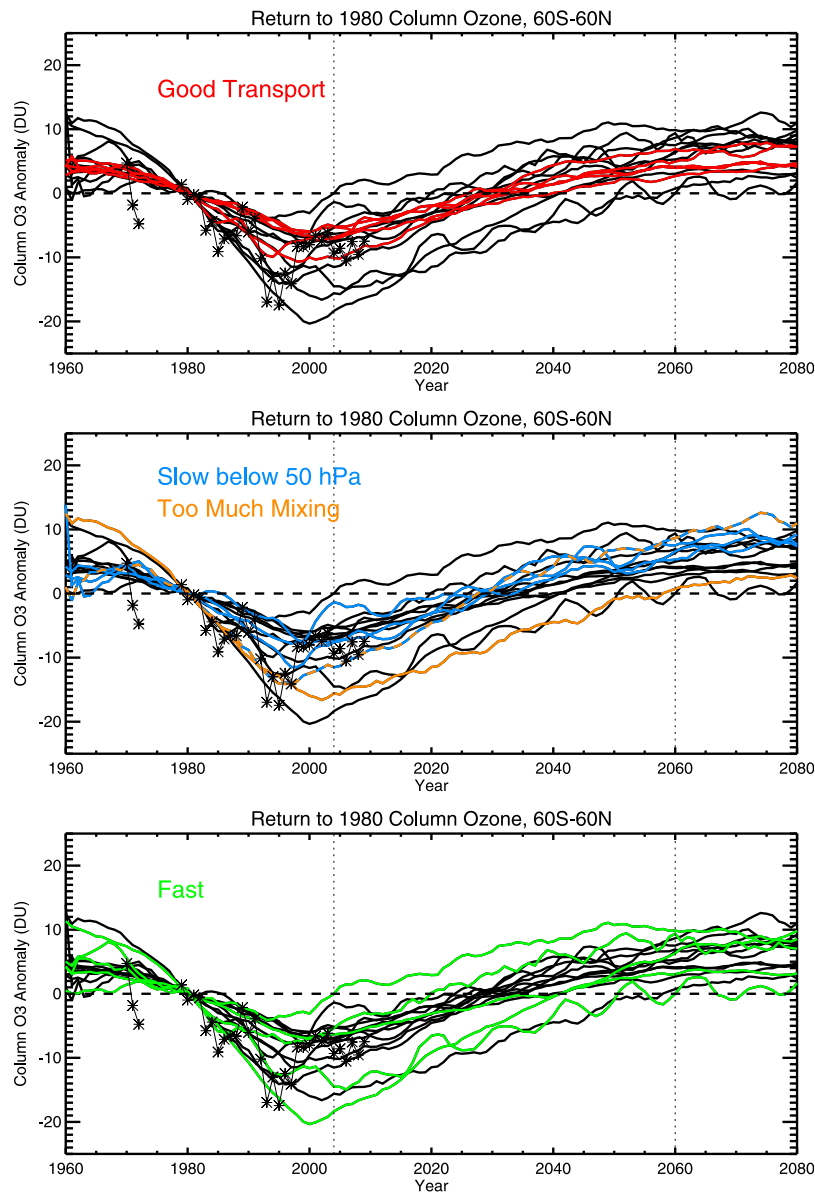 Return to 1980 Column Ozone, 60S-60N
20
10
0
-10
-20
Column O3 Anomaly (DU)
Good Transport
1960 1980 2000 2020 2040 2060 2080
Year
Return to 1980 Column Ozone, 60S-60N
20
10
0
-10
-20
Column O3 Anomaly (DU)
Slow below 50 hPa
Too Much Mixing
1960 1980 2000 2020 2040 2060 2080
Year
Return to 1980 Column Ozone, 60S-60N
20
10
0
-10
-20
Column O3 Anomaly (DU)
Fast
1960 1980 2000 2020 2040 2060 2080
Year